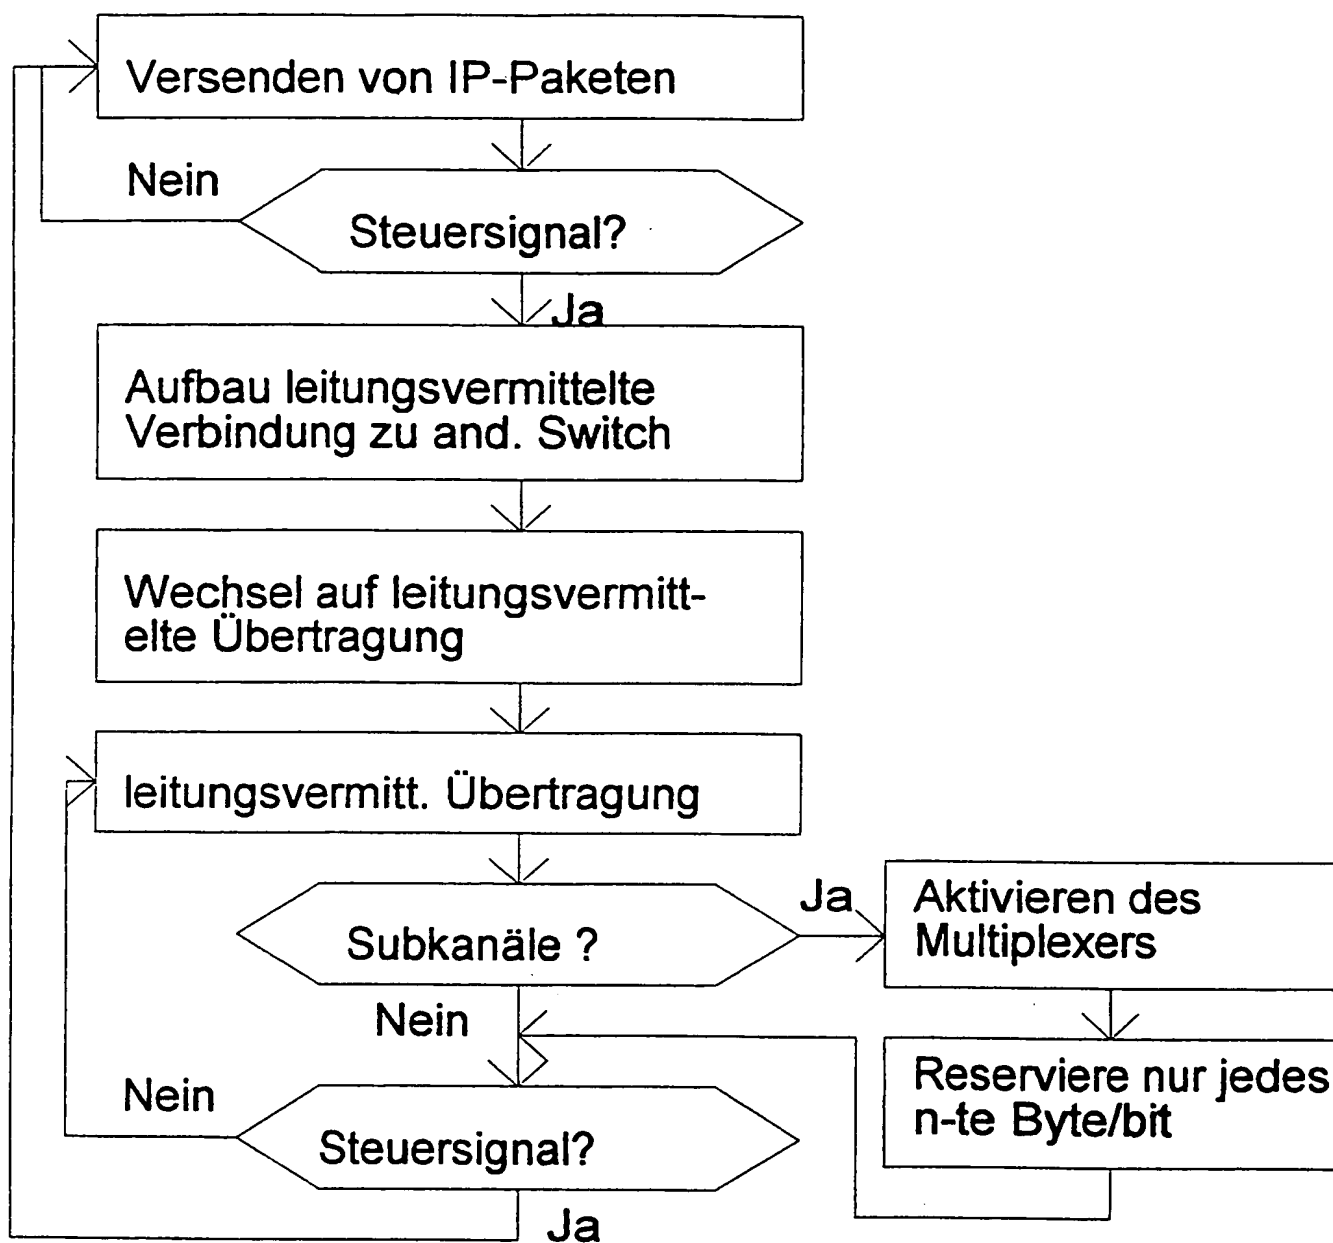 Versenden von IP-Paketen
Nein
Steuersignal?
Ja
Aufbau leitungsvermittelte
Verbindung zu and. Switch
Wechsel auf leitungsvermitt-
elte Übertragung
leitungsvermitt. Übertragung
Subkanäle ?
Ja
Aktivieren des
Multiplexers
Nein
Reserviere nur jedes
n-te Byte/bit
Nein
Steuersignal?
Ja